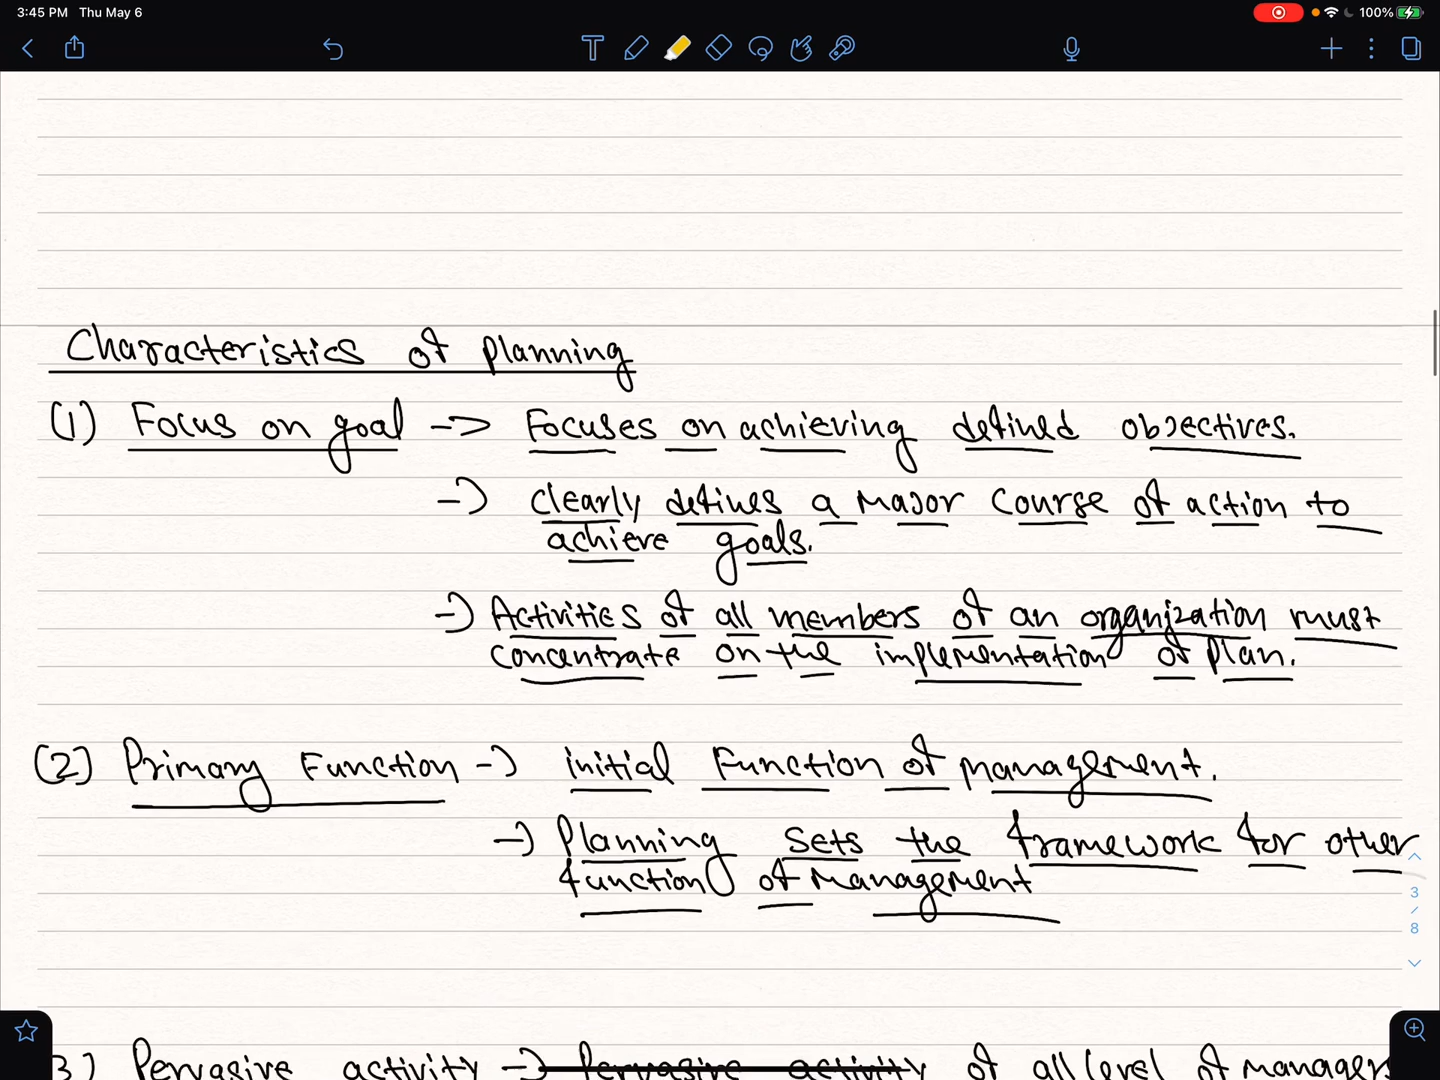 3:45 PM Thu May 6
100%
Characteristics of planning
(1) Focus on goal -> Focuses on achieving defined objectives.
-> clearly defines a major course of action to
achieve goals.
-> Activities of all members of an organization must
concentrate on the implementation of plan.
(2) Primary Function -> initial Function of management.
-> Planning sets the framework for other
function of management
3
/
8
3) Pervasive activity -> Pervasive activity of all level of managers